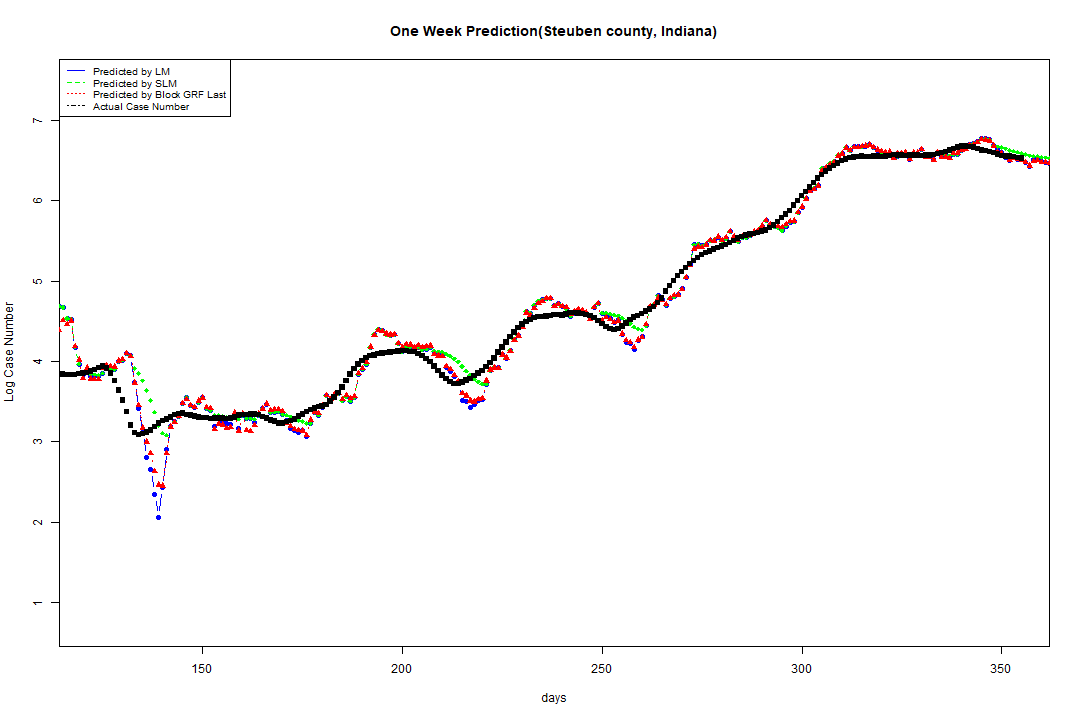 One Week Prediction(Steuben county, Indiana)
Predicted by LM
Predicted by SLM
Predicted by Block GRF Last
Actual Case Number
7
6
5
4
3
2
1
Log Case Number
150 200 250 300 350
days